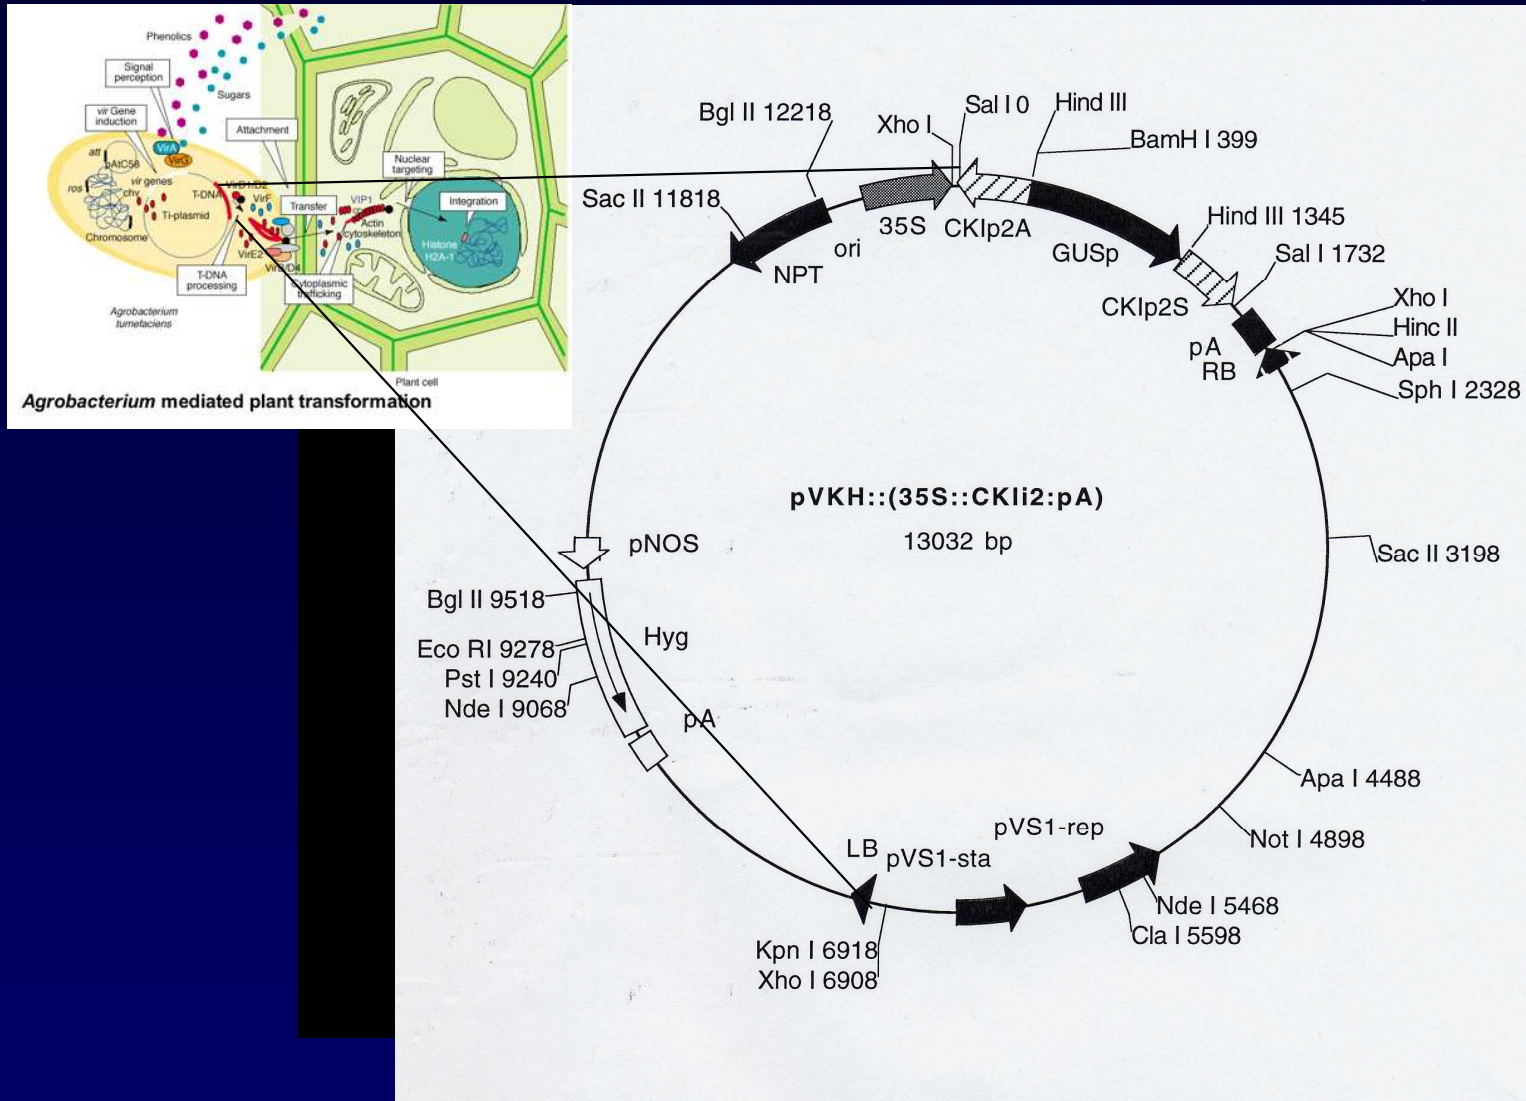 Phenolics
Signal
perception
Sugars
vir Gene
induction
Attachment
VirA
VirG
att
pAtC58
ros
chv
vir genes
T-DNA
VirD1/D2
VirF
Ti-plasmid
Chromosome
VirE2
T-DNA
processing
Transfer
VIP1
Actin
cytoskeleton
Nuclear
targeting
Integration
Histone
H2A-1
Cytoplasmic
trafficking
Agrobacterium
tumefaciens
Plant cell
Agrobacterium mediated plant transformation
Bgl II 12218
Xho I
Sal I 0
Hind III
BamH I 399
Sac II 11818
NPT
ori
35S
CKIp2A
GUSp
Hind III 1345
Sal I 1732
CKIp2S
pA
RB
Xho I
Hinc II
Apa I
Sph I 2328
pVKH::(35S::CKIi2:pA)
13032 bp
Sac II 3198
pNOS
Bgl II 9518
Hyg
Eco RI 9278
Pst I 9240
Nde I 9068
pA
Apa I 4488
Not I 4898
pVS1-rep
LB
pVS1-sta
Nde I 5468
Cla I 5598
Kpn I 6918
Xho I 6908